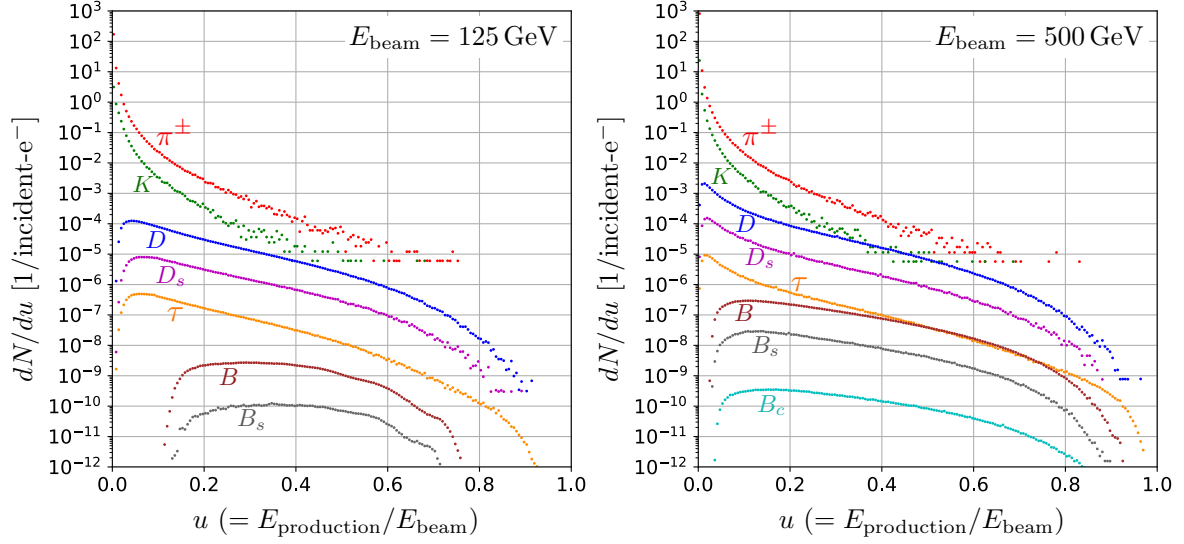 E_beam = 125 GeV
10^3
10^2
10^1
10^0
10^−1
10^−2
10^−3
10^−4
10^−5
10^−6
10^−7
10^−8
10^−9
10^−10
10^−11
10^−12
dN/du [1/incident-e^−]
π^±
K
D
D_s
τ
B
B_s
0.0 0.2 0.4 0.6 0.8 1.0
u (= E_production/E_beam)
E_beam = 500 GeV
10^3
10^2
10^1
10^0
10^−1
10^−2
10^−3
10^−4
10^−5
10^−6
10^−7
10^−8
10^−9
10^−10
10^−11
10^−12
dN/du [1/incident-e^−]
π^±
K
D
D_s
τ
B
B_s
B_c
0.0 0.2 0.4 0.6 0.8 1.0
u (= E_production/E_beam)